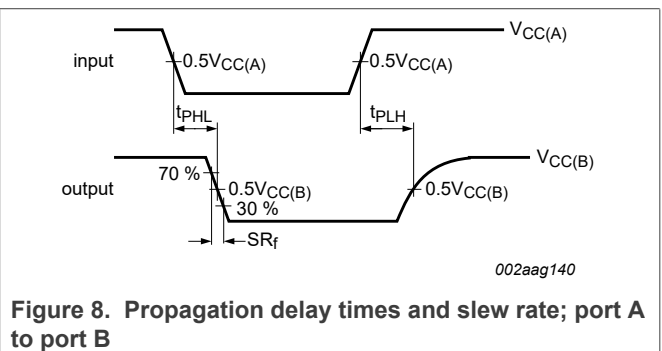 V_CC(A)
input
0.5V_CC(A)
0.5V_CC(A)
t_PHL
t_PLH
V_CC(B)
70 %
output
0.5V_CC(B)
0.5V_CC(B)
30 %
SR_f
002aag140
Figure 8. Propagation delay times and slew rate; port A
to port B